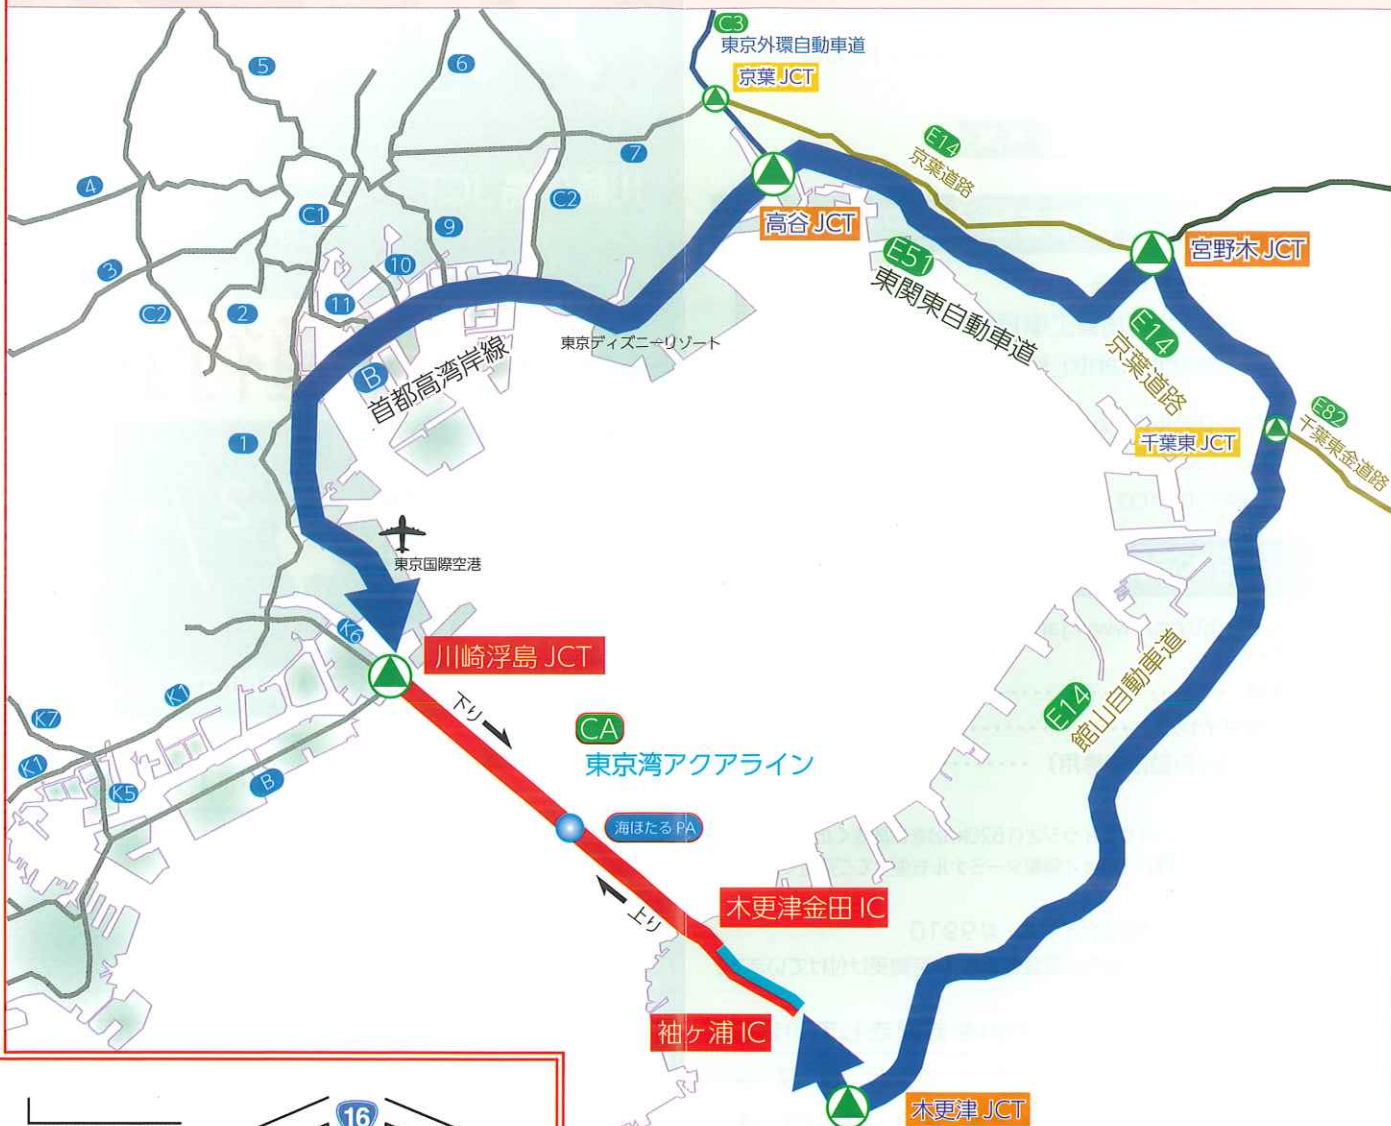 C3
東京外環自動車道
京葉JCT
5
6
7
E14
京葉道路
4
C1
C2
9
高谷JCT
E51
東関東自動車道
宮野木JCT
3
10
C2
2
11
B
首都高湾岸線
東京ディズニーリゾート
E14
京葉道路
E82
千葉東金道路
千葉東JCT
1
東京国際空港
K6
川崎浮島JCT
下り
CA
東京湾アクアライン
E14
館山自動車道
K1
K7
K1
K5
B
海ほたるPA
上り
木更津金田IC
袖ヶ浦IC
木更津JCT
16